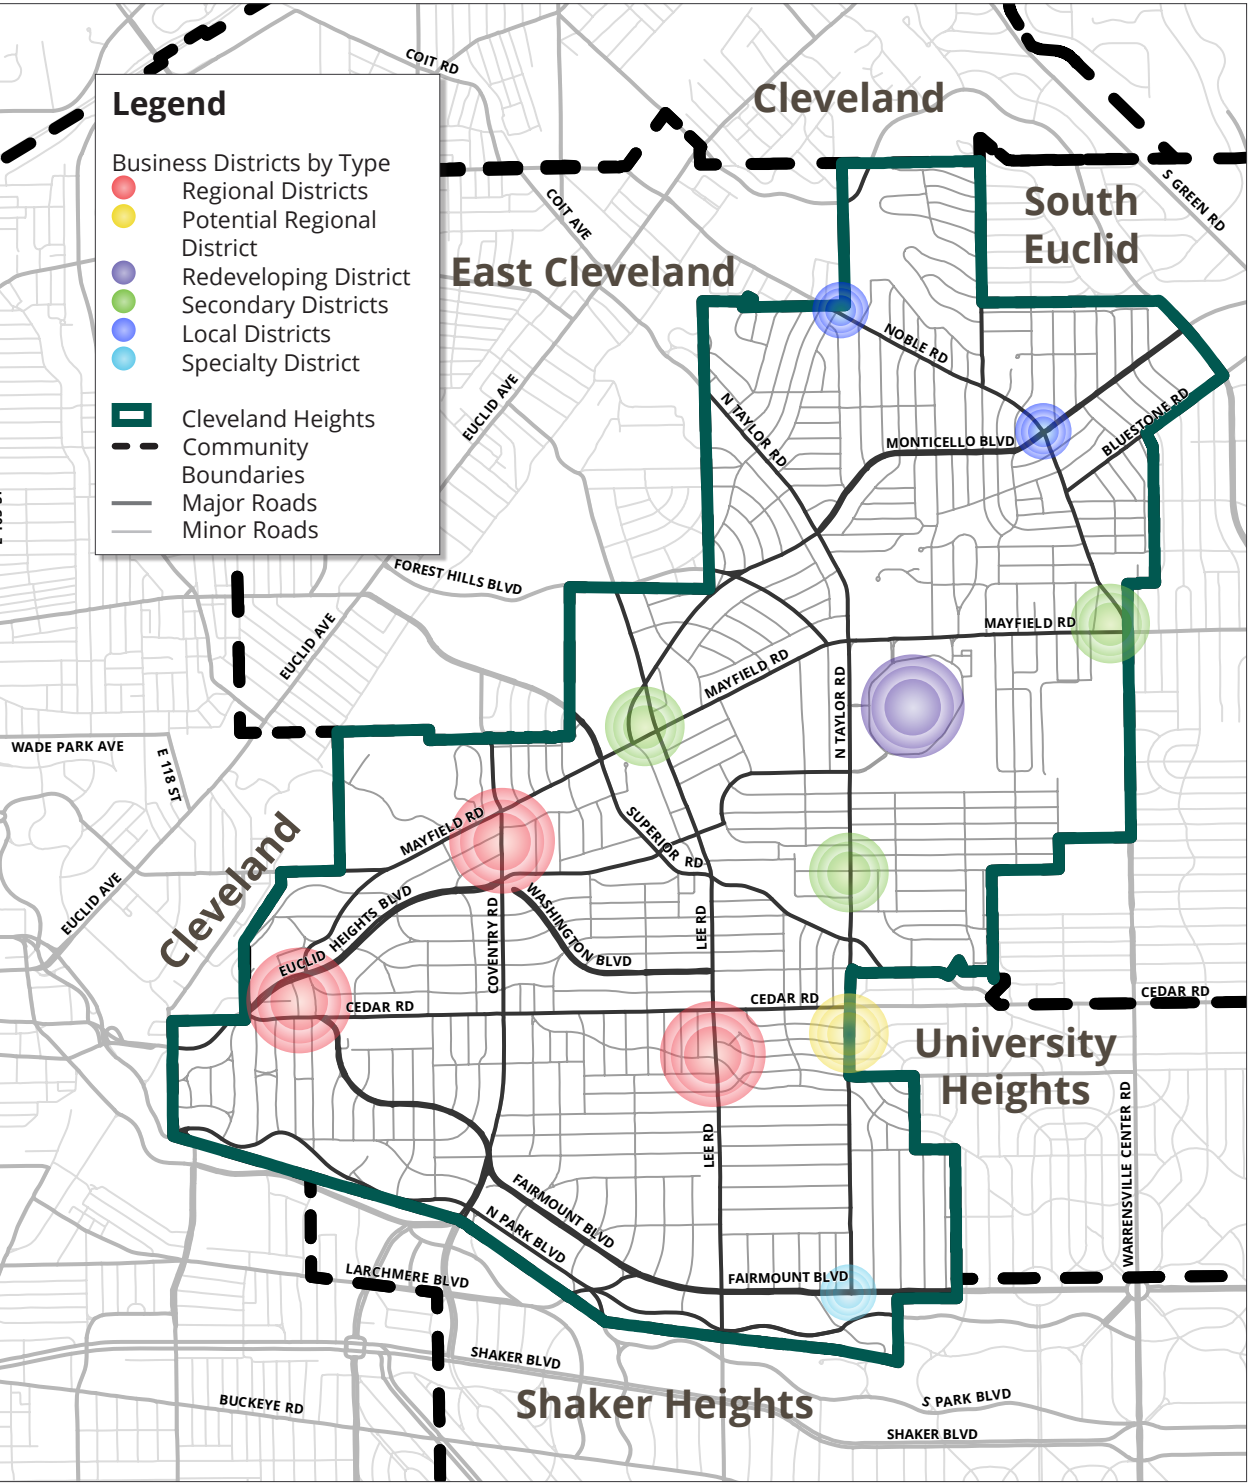 COIT RD
Cleveland
Legend
Business Districts by Type
Regional Districts
Potential Regional
District
Redeveloping District
Secondary Districts
Local Districts
Specialty District
Cleveland Heights
Community
Boundaries
Major Roads
Minor Roads
S GREEN RD
COIT AVE
South
Euclid
East Cleveland
NOBLE RD
EUCLID AVE
N TAYLOR RD
BLUESTONE RD
MONTICELLO BLVD
FOREST HILLS BLVD
EUCLID AVE
MAYFIELD RD
MAYFIELD RD
N TAYLOR RD
WADE PARK AVE
E 118 ST
MAYFIELD RD
SUPERIOR RD
Cleveland
EUCLID AVE
EUCLID HEIGHTS BLVD
WASHINGTON BLVD
COVENTRY RD
LEE RD
CEDAR RD
CEDAR RD
CEDAR RD
University
Heights
WARRENSVILLE CENTER RD
LEE RD
FAIRMOUNT BLVD
N PARK BLVD
LARCHMERE BLVD
FAIRMOUNT BLVD
SHAKER BLVD
BUCKEYE RD
Shaker Heights
S PARK BLVD
SHAKER BLVD